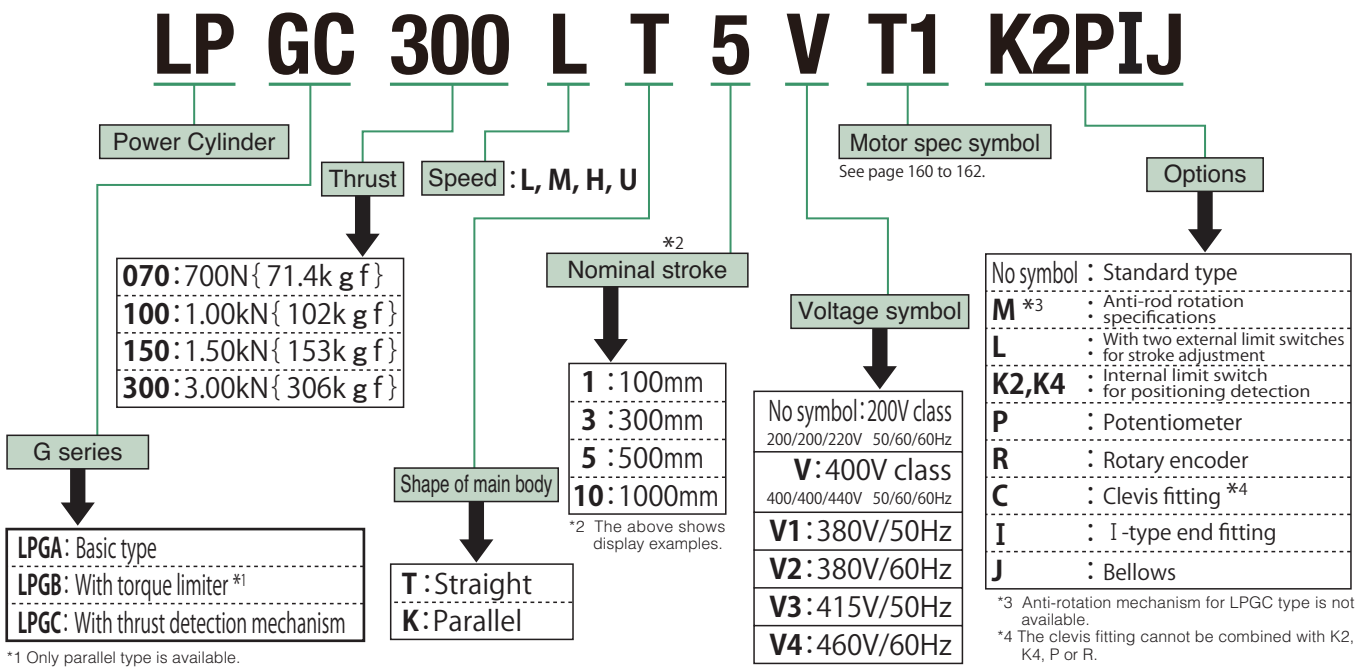 LP GC 300 L T 5 V T1 K2PIJ
Power Cylinder
Thrust
070:700N{ 71.4k g f }
100:1.00kN{ 102k g f }
150:1.50kN{ 153k g f }
300:3.00kN{ 306k g f }
Speed :L, M, H, U
Motor spec symbol
See page 160 to 162.
G series
LPGA: Basic type
LPGB: With torque limiter *1
LPGC: With thrust detection mechanism
*1 Only parallel type is available.
Shape of main body
T:Straight
K:Parallel
*2
Nominal stroke
1 :100mm
3 :300mm
5 :500mm
10:1000mm
*2 The above shows
display examples.
Voltage symbol
No symbol:200V class
200/200/220V 50/60/60Hz
V:400V class
400/400/440V 50/60/60Hz
V1:380V/50Hz
V2:380V/60Hz
V3:415V/50Hz
V4:460V/60Hz
Options
No symbol : Standard type
M *3 : Anti-rod rotation
specifications
L : With two external limit switches
for stroke adjustment
K2,K4 : Internal limit switch
for positioning detection
P : Potentiometer
R : Rotary encoder
C : Clevis fitting *4
I : I-type end fitting
J : Bellows
*3 Anti-rotation mechanism for LPGC type is not
available.
*4 The clevis fitting cannot be combined with K2,
K4, P or R.